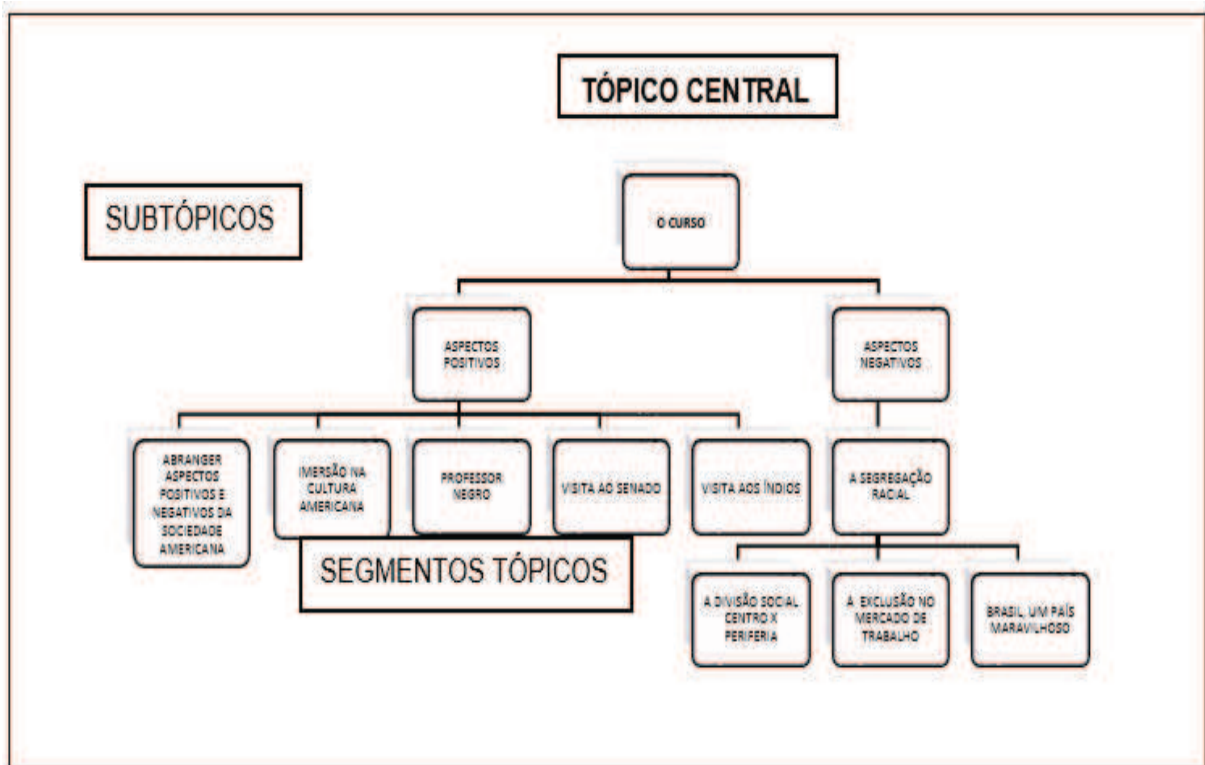 TÓPICO CENTRAL
SUBTÓPICOS
O CURSO
ASPECTOS
POSITIVOS
ASPECTOS
NEGATIVOS
ABRANGER
ASPECTOS
POSITIVOS E
NEGATIVOS DA
SOCIEDADE
AMERICANA
IMERSÃO NA
CULTURA
AMERICANA
PROFESSOR
NEGRO
VISITA AO SENADO
VISITA AOS ÍNDIOS
A SEGREGAÇÃO
RACIAL
SEGMENTOS TÓPICOS
A DIVISÃO SOCIAL
CENTRO X
PERIFERIA
A EXCLUSÃO NO
MERCADO DE
TRABALHO
BRASIL, UM PAÍS
MARAVILHOSO